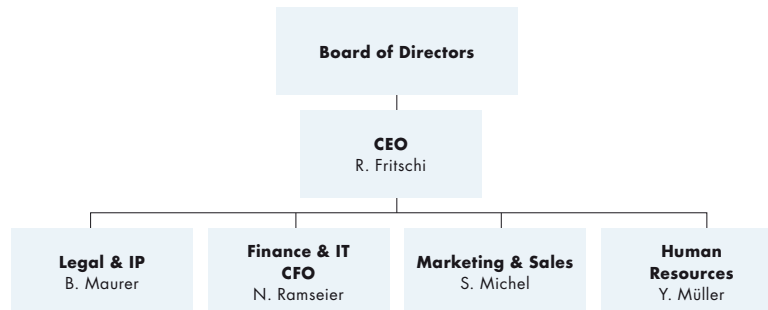 Board of Directors
CEO
R. Fritschi
Legal & IP
B. Maurer
Finance & IT
CFO
N. Ramseier
Marketing & Sales
S. Michel
Human
Resources
Y. Müller